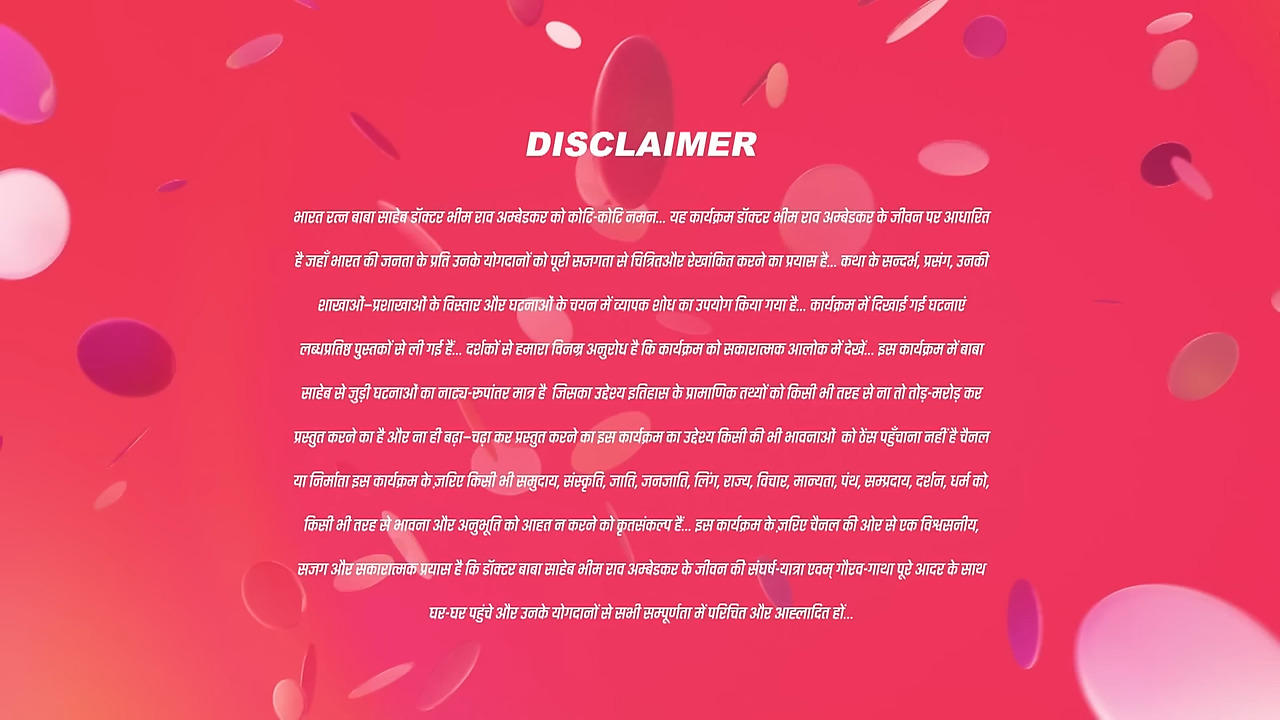 DISCLAIMER
भारत रत्न बाबा साहेब डॉक्टर भीम राव अम्बेडकर को कोटि-कोटि नमन... यह कार्यक्रम डॉक्टर भीम राव अम्बेडकर के जीवन पर आधारित
है जहाँ भारत की जनता के प्रति उनके योगदानों को पूरी सजगता से चित्रितऔर रेखांकित करने का प्रयास है... कथा के सन्दर्भ, प्रसंग, उनकी
शाखाओं–प्रशाखाओं के विस्तार और घटनाओं के चयन में व्यापक शोध का उपयोग किया गया है... कार्यक्रम में दिखाई गई घटनाएं
लब्धप्रतिष्ठ पुस्तकों से ली गई हैं... दर्शकों से हमारा विनम्र अनुरोध है कि कार्यक्रम को सकारात्मक आलोक में देखें... इस कार्यक्रम में बाबा
साहेब से जुड़ी घटनाओं का नाट्य-रूपांतर मात्र है जिसका उद्देश्य इतिहास के प्रामाणिक तथ्यों को किसी भी तरह से ना तो तोड़-मरोड़ कर
प्रस्तुत करने का है और ना ही बढ़ा–चढ़ा कर प्रस्तुत करने का इस कार्यक्रम का उद्देश्य किसी की भी भावनाओं को ठेंस पहुँचाना नहीं है चैनल
या निर्माता इस कार्यक्रम के ज़रिए किसी भी समुदाय, संस्कृति, जाति, जनजाति, लिंग, राज्य, विचार, मान्यता, पंथ, सम्प्रदाय, दर्शन, धर्म को,
किसी भी तरह से भावना और अनुभूति को आहत न करने को कृतसंकल्प हैं... इस कार्यक्रम के ज़रिए चैनल की ओर से एक विश्वसनीय,
सजग और सकारात्मक प्रयास है कि डॉक्टर बाबा साहेब भीम राव अम्बेडकर के जीवन की संघर्ष-यात्रा एवम् गौरव-गाथा पूरे आदर के साथ
घर-घर पहुंचे और उनके योगदानों से सभी सम्पूर्णता में परिचित और आह्लादित हों...